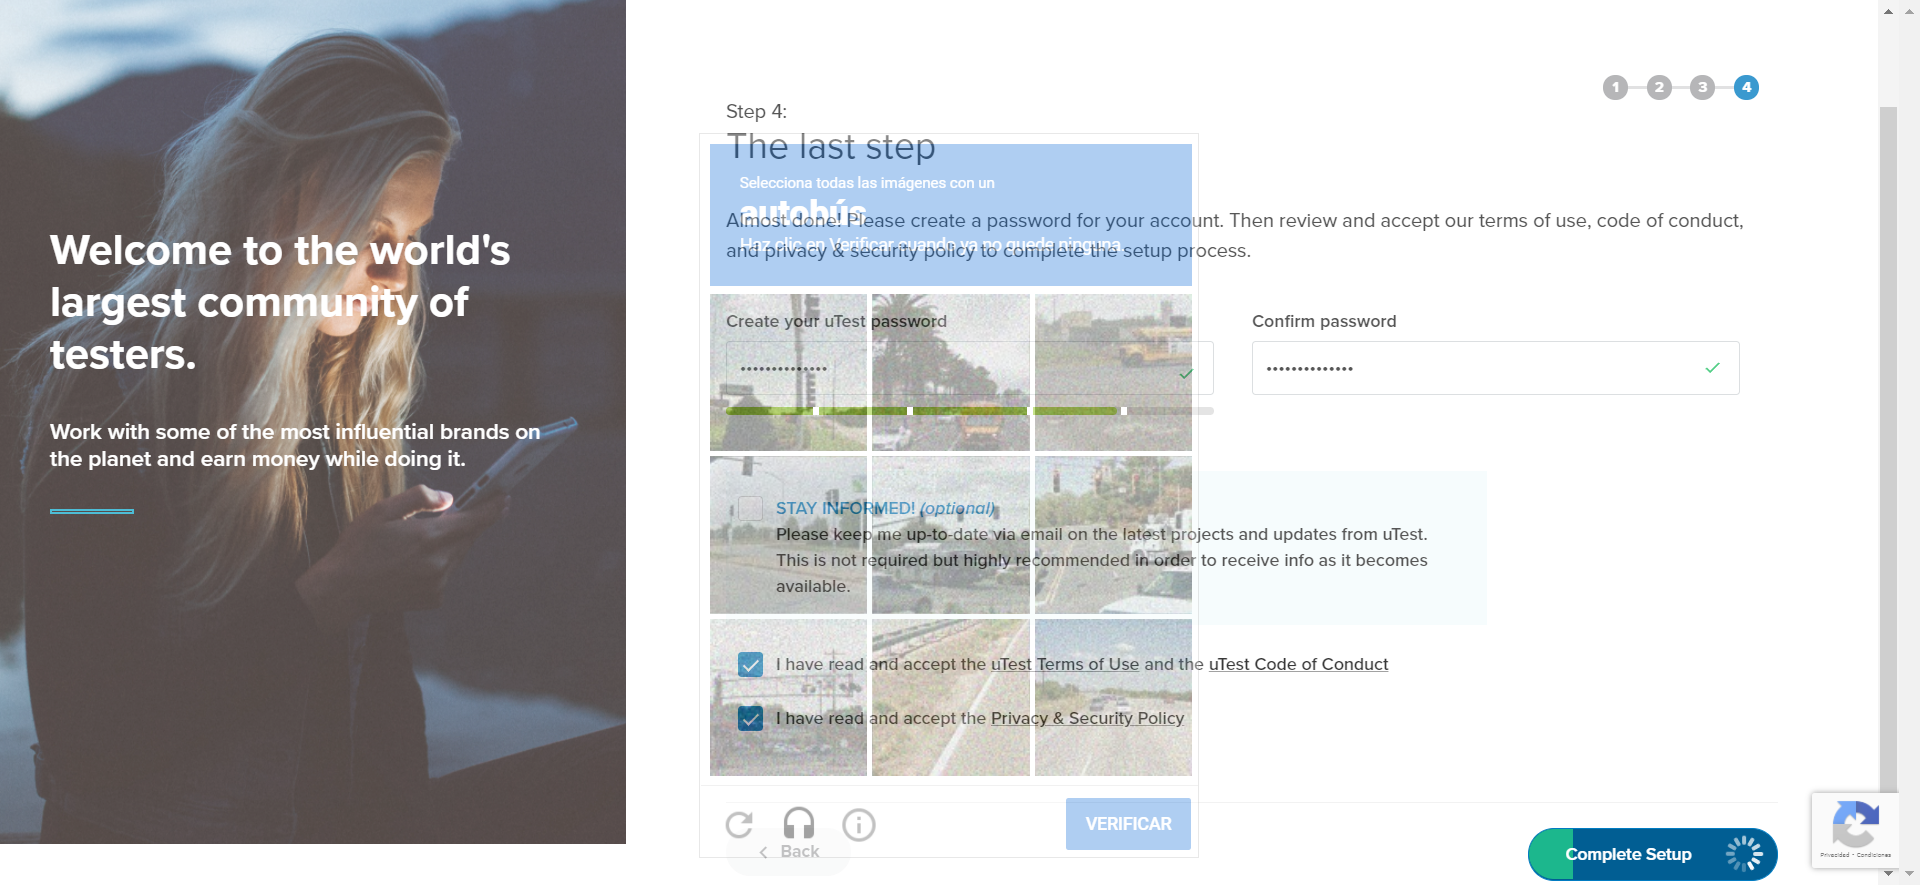 Welcome to the world's
largest community of
testers.
Work with some of the most influential brands on
the planet and earn money while doing it.
1 2 3 4
Step 4:
The last step
Selecciona todas las imágenes con un
autobús
Haz clic en Verificar cuando ya no quede ninguna.
Almost done! Please create a password for your account. Then review and accept our terms of use, code of conduct,
and privacy & security policy to complete the setup process.
Create your uTest password
Confirm password
STAY INFORMED! (optional)
Please keep me up-to-date via email on the latest projects and updates from uTest.
This is not required but highly recommended in order to receive info as it becomes
available.
I have read and accept the uTest Terms of Use and the uTest Code of Conduct
I have read and accept the Privacy & Security Policy
VERIFICAR
Back
Complete Setup
Privacidad - Condiciones